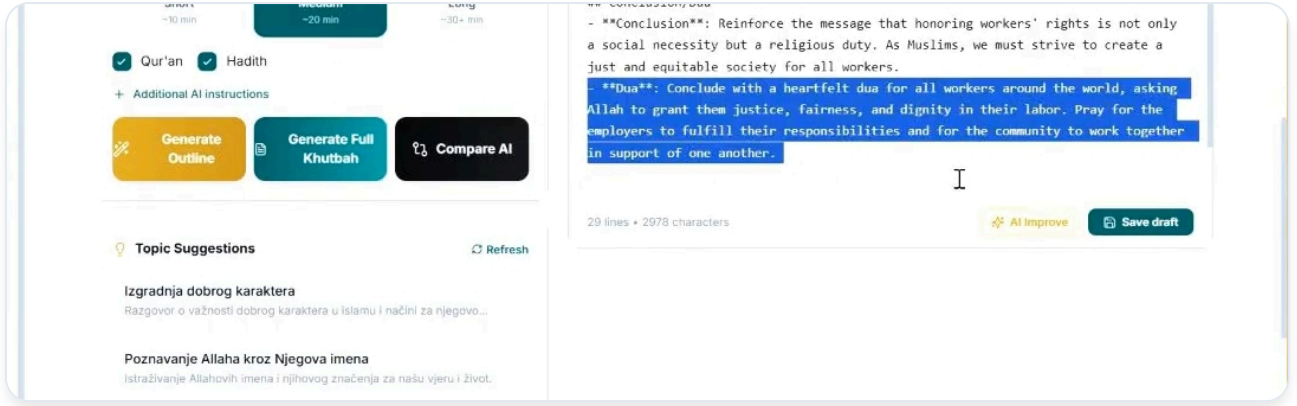 Short
Medium
Long
~10 min
~20 min
~30+ min
Qur'an
Hadith
+ Additional AI instructions
Generate
Outline
Generate Full
Khutbah
Compare AI
Topic Suggestions
Refresh
Izgradnja dobrog karaktera
Razgovor o važnosti dobrog karaktera u islamu i načini za njegovo...
Poznavanje Allaha kroz Njegova imena
Istraživanje Allahovih imena i njihovog značenja za našu vjeru i život.
## Conclusion/Dua
- **Conclusion**: Reinforce the message that honoring workers' rights is not only
a social necessity but a religious duty. As Muslims, we must strive to create a
just and equitable society for all workers.
- **Dua**: Conclude with a heartfelt dua for all workers around the world, asking
Allah to grant them justice, fairness, and dignity in their labor. Pray for the
employers to fulfill their responsibilities and for the community to work together
in support of one another.
29 lines • 2978 characters
AI Improve
Save draft